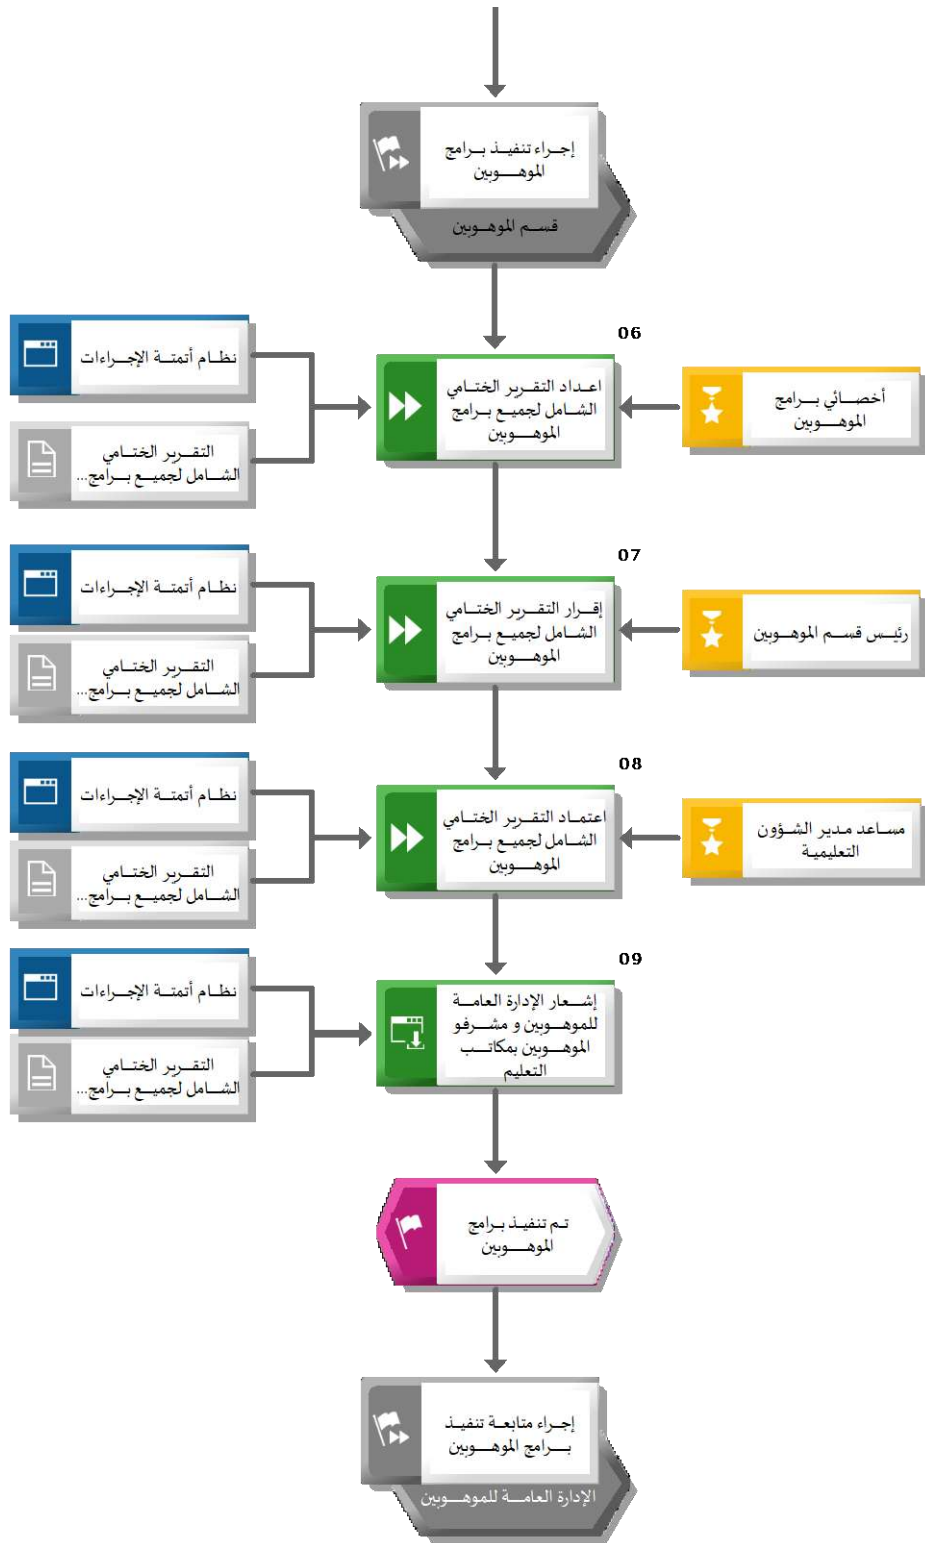 إجراء تنفيذ برامج
الموهوبين
قسم الموهوبين
06
أخصائي برامج
الموهوبين
اعداد التقرير الختامي
الشامل لجميع برامج
الموهوبين
نظام أتمتة الإجراءات
التقرير الختامي
الشامل لجميع برامج...
07
رئيس قسم الموهوبين
إقرار التقرير الختامي
الشامل لجميع برامج
الموهوبين
نظام أتمتة الإجراءات
التقرير الختامي
الشامل لجميع برامج...
08
مساعد مدير الشؤون
التعليمية
اعتماد التقرير الختامي
الشامل لجميع برامج
الموهوبين
نظام أتمتة الإجراءات
التقرير الختامي
الشامل لجميع برامج...
09
إشعار الإدارة العامة
للموهوبين و مشرفو
الموهوبين بمكاتب
التعليم
نظام أتمتة الإجراءات
التقرير الختامي
الشامل لجميع برامج...
تم تنفيذ برامج
الموهوبين
إجراء متابعة تنفيذ
برامج الموهوبين
الإدارة العامة للموهوبين